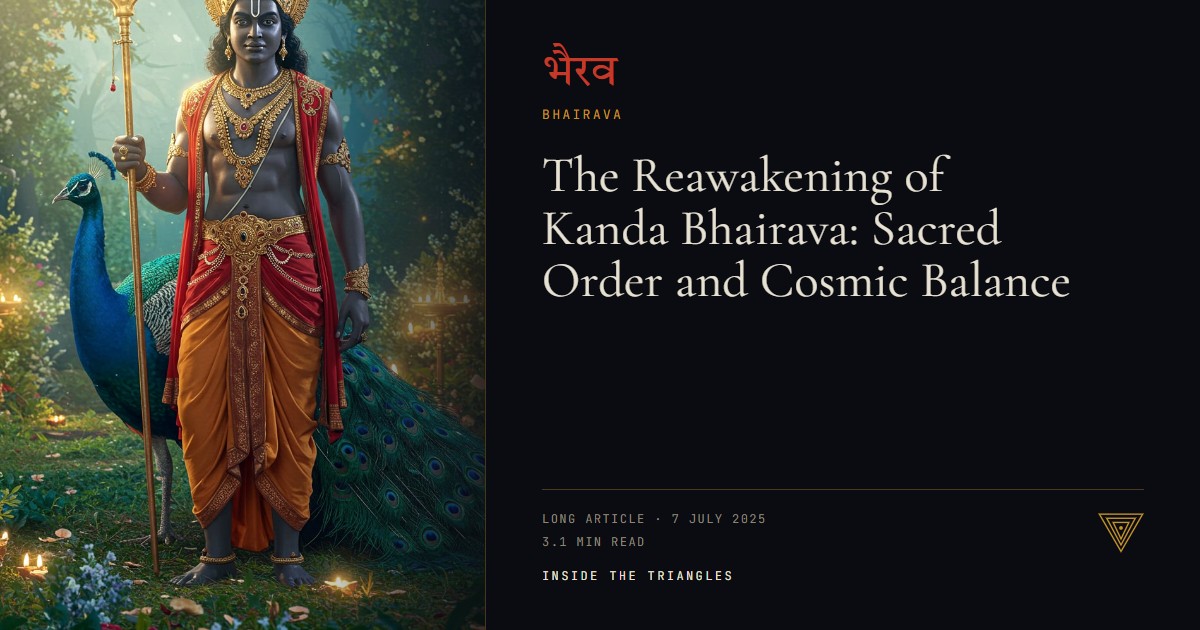 भैरव
BHAIRAVA
The Reawakening of
Kanda Bhairava: Sacred
Order and Cosmic Balance
LONG ARTICLE · 7 JULY 2025
3.1 MIN READ
INSIDE THE TRIANGLES